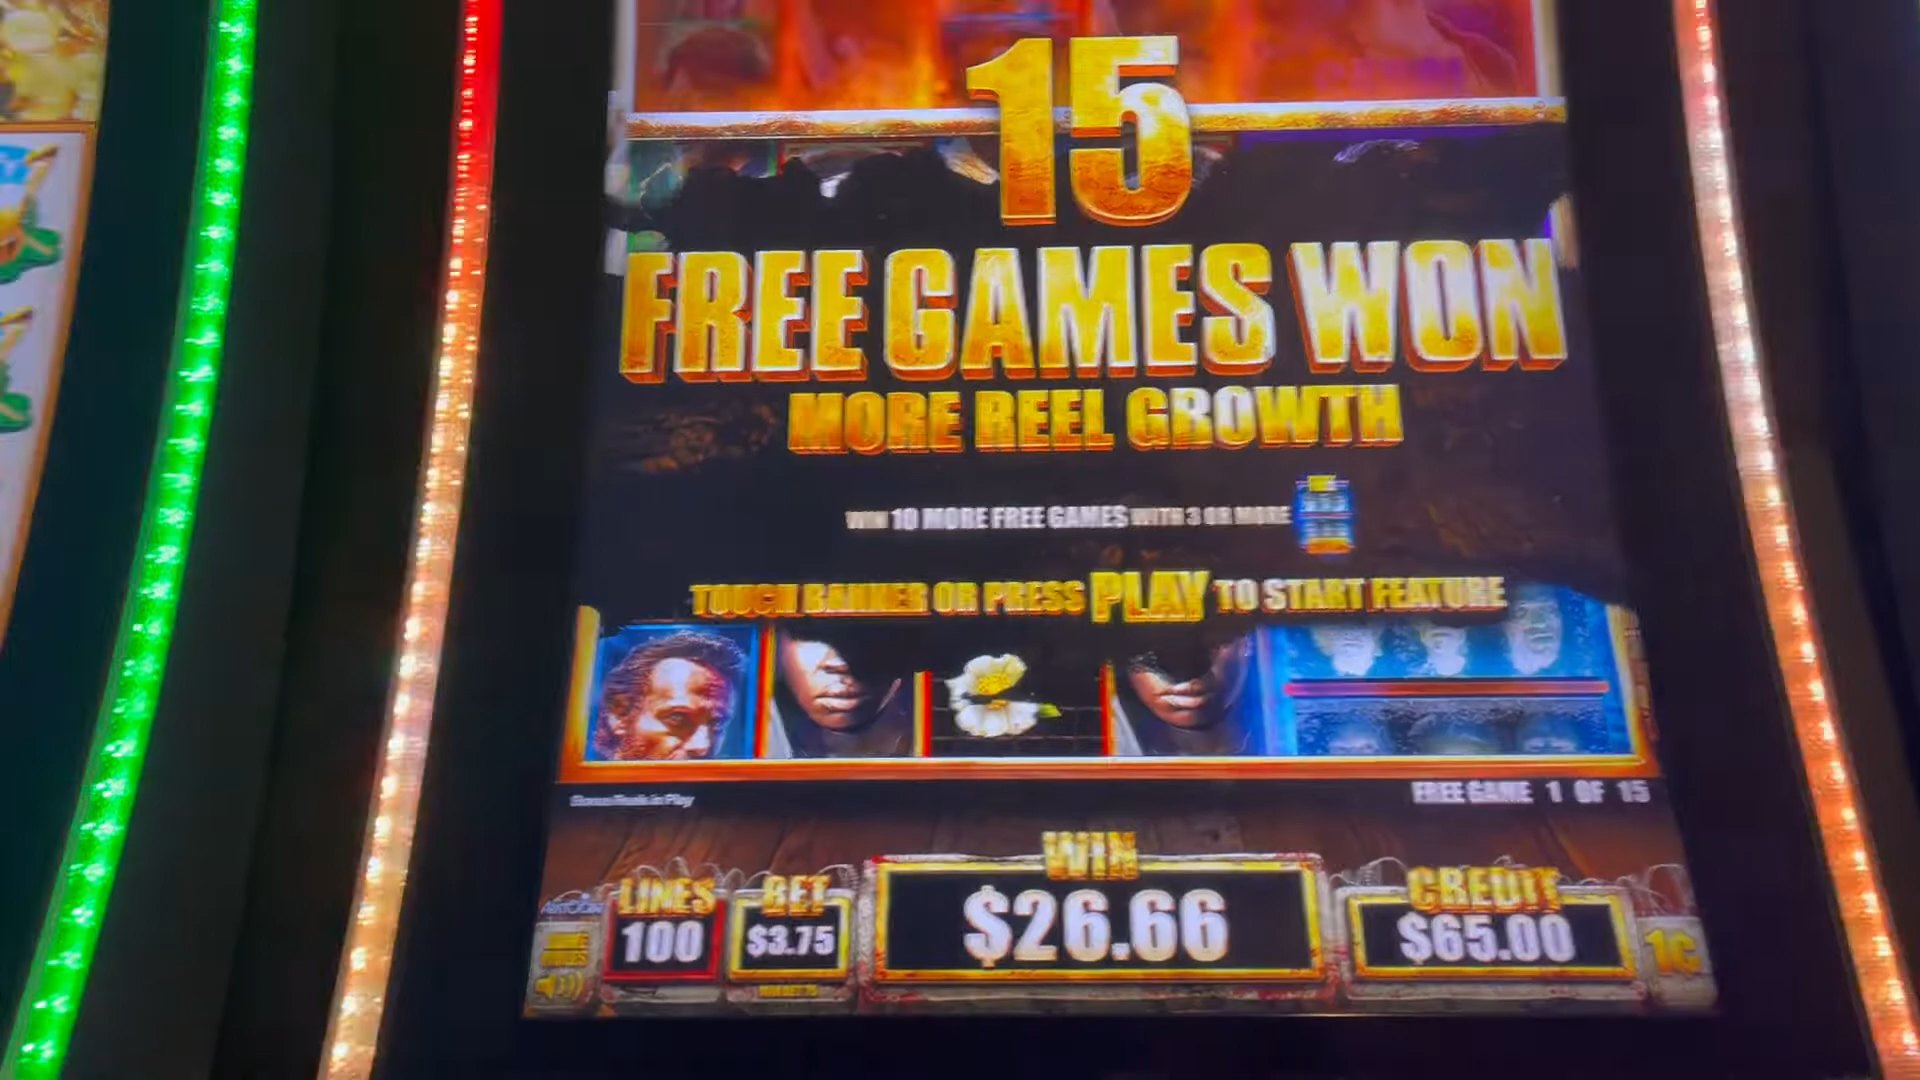 15
FREE GAMES WON
MORE REEL GROWTH
WIN 10 MORE FREE GAMES WITH 3 OR MORE
TOUCH BANNER OR PRESS PLAY TO START FEATURE
FREE GAME 1 OF 15
WIN
LINES
BET
CREDIT
100
$3.75
$26.66
$65.00
1C